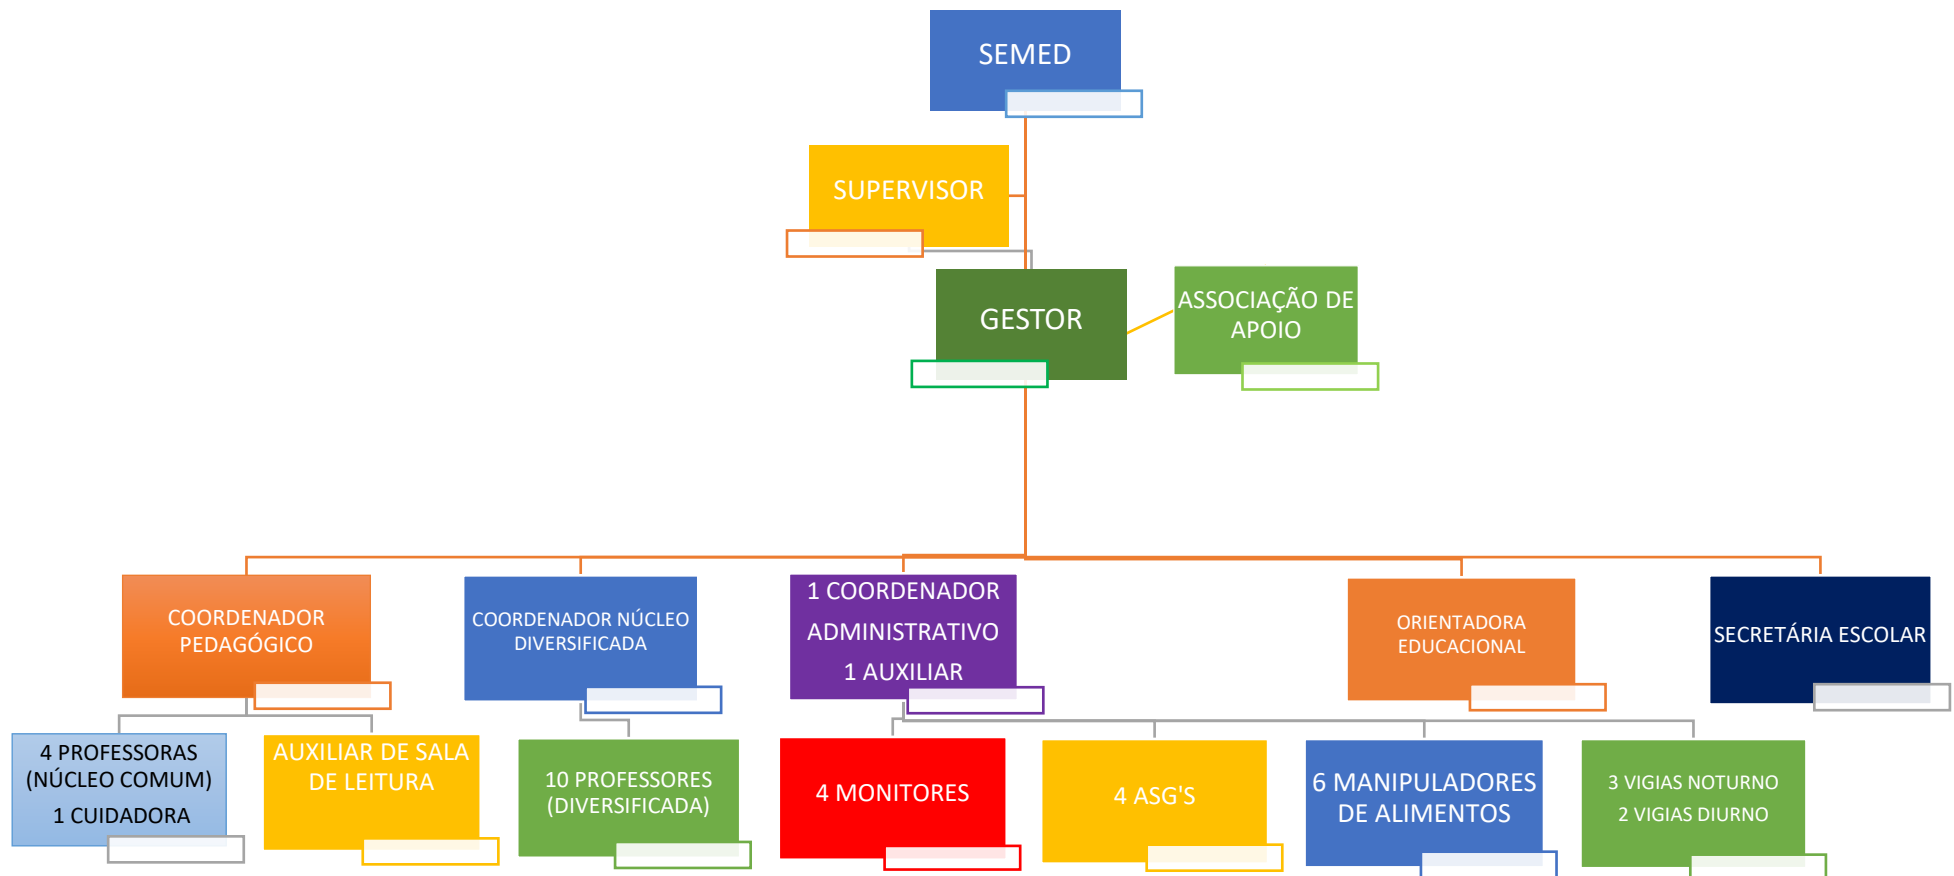 SEMED
SUPERVISOR
GESTOR
ASSOCIAÇÃO DE
APOIO
COORDENADOR
PEDAGÓGICO
COORDENADOR NÚCLEO
DIVERSIFICADA
1 COORDENADOR
ADMINISTRATIVO
1 AUXILIAR
ORIENTADORA
EDUCACIONAL
SECRETÁRIA ESCOLAR
4 PROFESSORAS
(NÚCLEO COMUM)
1 CUIDADORA
AUXILIAR DE SALA
DE LEITURA
10 PROFESSORES
(DIVERSIFICADA)
4 MONITORES
4 ASG'S
6 MANIPULADORES
DE ALIMENTOS
3 VIGIAS NOTURNO
2 VIGIAS DIURNO